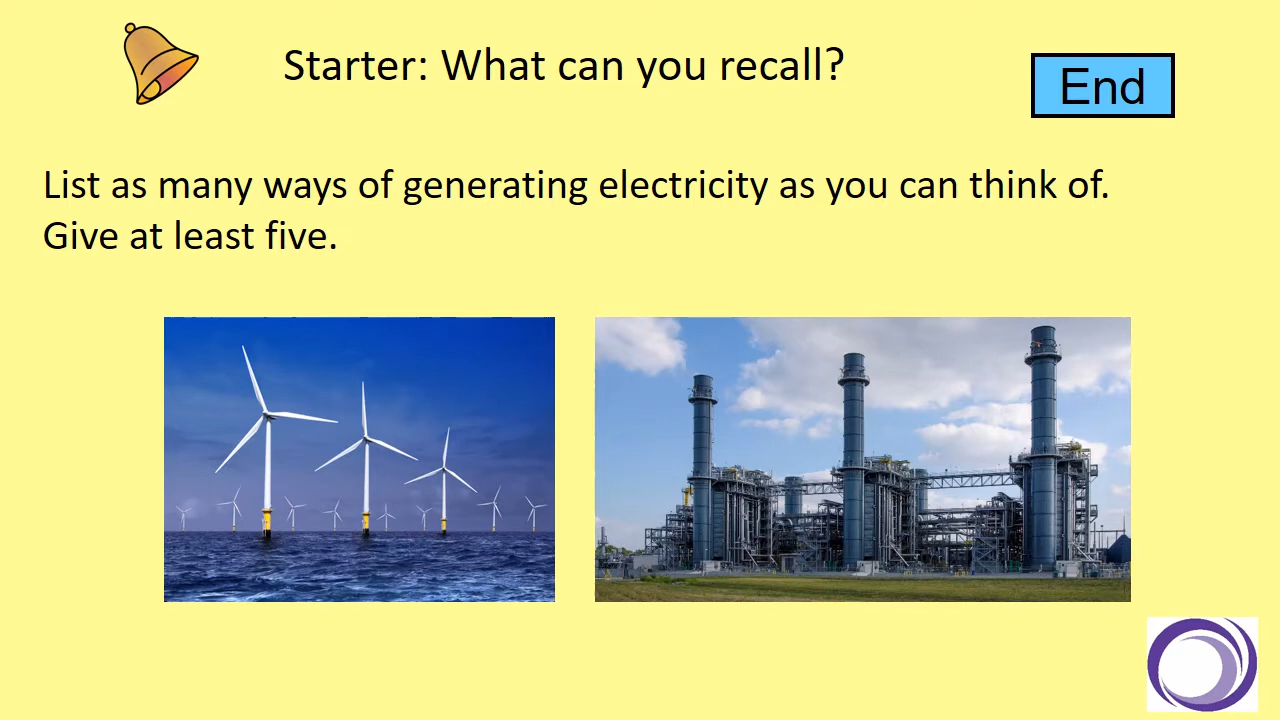 Starter: What can you recall?
End
List as many ways of generating electricity as you can think of.
Give at least five.